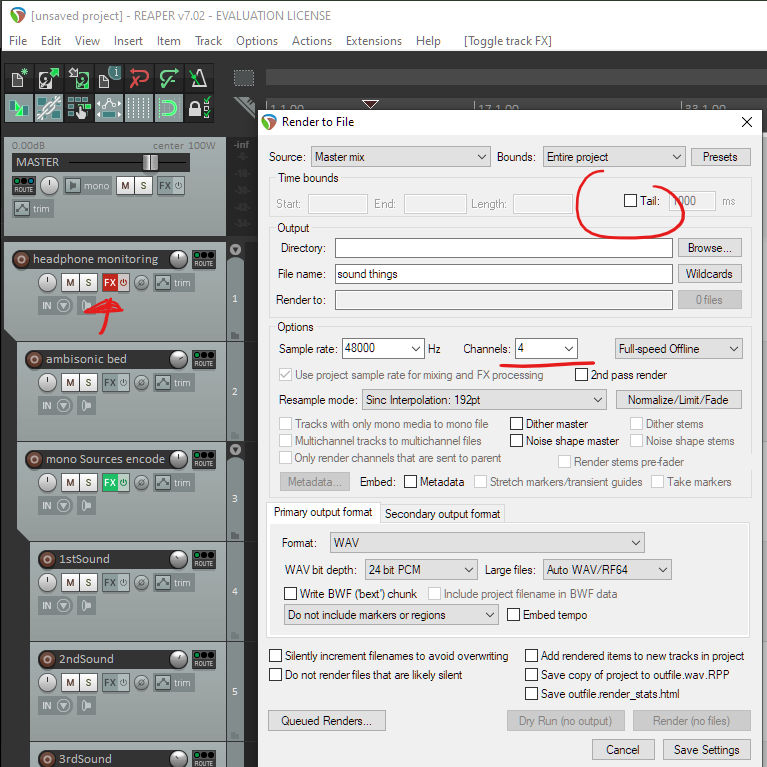 [unsaved project] - REAPER v7.02 - EVALUATION LICENSE
File Edit View Insert Item Track Options Actions Extensions Help [Toggle track FX]
1.1.00 17.1.00 33.1.00
0.00dB center 100W -inf
MASTER
ROUTE mono M S FX
trim
headphone monitoring ROUTE
M S FX trim
IN
1
ambisonic bed ROUTE
M S FX trim
IN
2
mono Sources encode ROUTE
M S FX trim
IN
3
1stSound ROUTE
M S FX trim
IN
4
2ndSound ROUTE
M S FX trim
IN
5
3rdSound ROUTE
Render to File
Source: Master mix Bounds: Entire project Presets
Time bounds
Start: End: Length: Tail: 1000 ms
Output
Directory: Browse...
File name: sound things Wildcards
Render to: 0 files
Options
Sample rate: 48000 Hz Channels: 4 Full-speed Offline
Use project sample rate for mixing and FX processing 2nd pass render
Resample mode: Sinc Interpolation: 192pt Normalize/Limit/Fade
Tracks with only mono media to mono file Dither master Dither stems
Multichannel tracks to multichannel files Noise shape master Noise shape stems
Only render channels that are sent to parent Render stems pre-fader
Metadata... Embed: Metadata Stretch markers/transient guides Take markers
Primary output format Secondary output format
Format: WAV
WAV bit depth: 24 bit PCM Large files: Auto WAV/RF64
Write BWF ('bext') chunk Include project filename in BWF data
Do not include markers or regions Embed tempo
Silently increment filenames to avoid overwriting Add rendered items to new tracks in project
Do not render files that are likely silent Save copy of project to outfile.wav.RPP
Save outfile.render_stats.html
Queued Renders... Dry Run (no output) Render (no files)
Cancel Save Settings